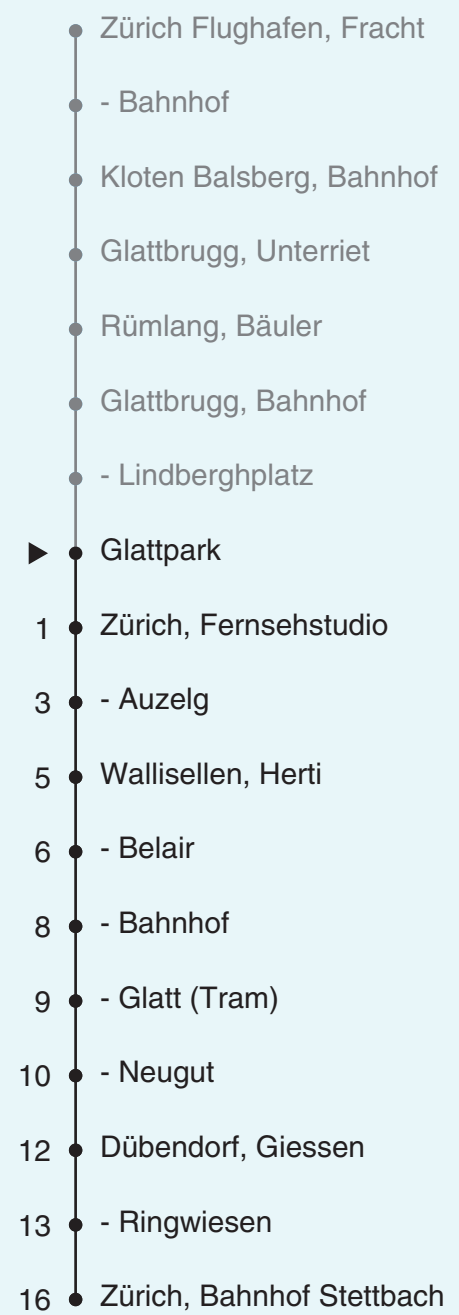 Zürich Flughafen, Fracht
- Bahnhof
Kloten Balsberg, Bahnhof
Glattbrugg, Unterriet
Rümlang, Bäuler
Glattbrugg, Bahnhof
- Lindberghplatz
Glattpark
1 Zürich, Fernsehstudio
3 - Auzelg
5 Wallisellen, Herti
6 - Belair
8 - Bahnhof
9 - Glatt (Tram)
10 - Neugut
12 Dübendorf, Giessen
13 - Ringwiesen
16 Zürich, Bahnhof Stettbach